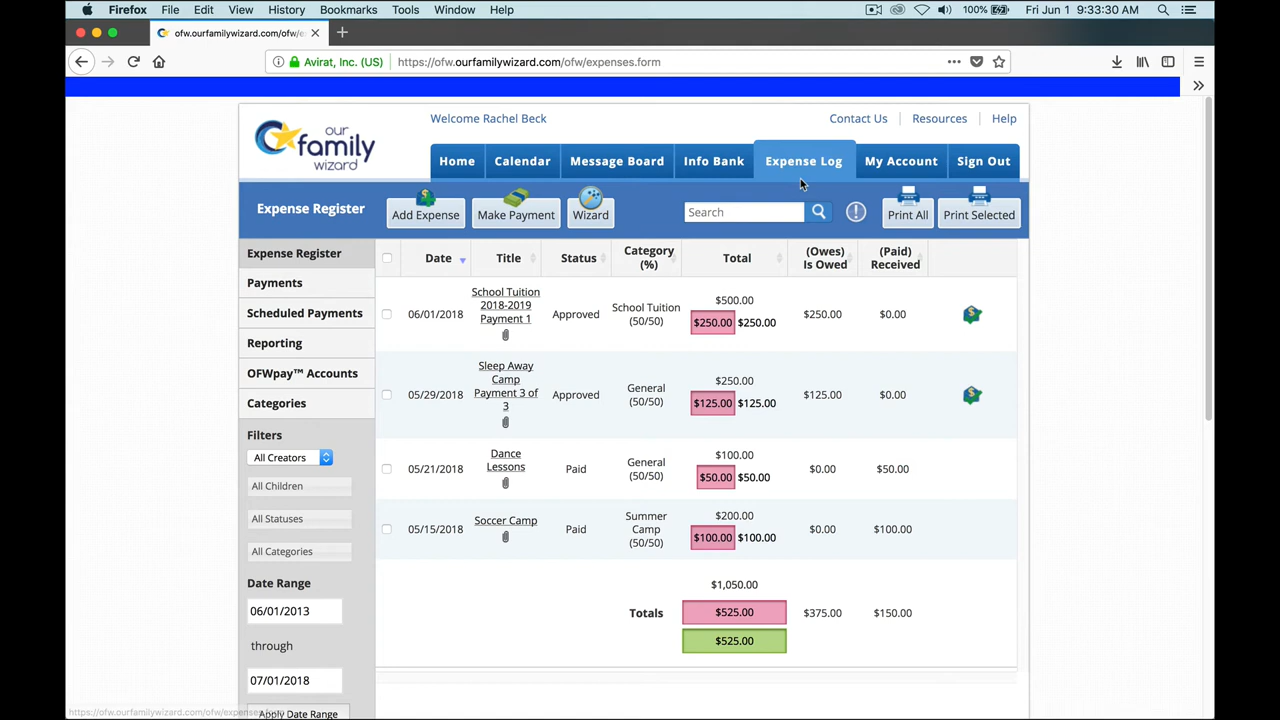 Firefox File Edit View History Bookmarks Tools Window Help 100% Fri Jun 1 9:33:30 AM
ofw.ourfamilywizard.com/ofw/e
Avirat, Inc. (US) https://ofw.ourfamilywizard.com/ofw/expenses.form
our family wizard
Welcome Rachel Beck Contact Us Resources Help
Home Calendar Message Board Info Bank Expense Log My Account Sign Out
Expense Register Add Expense Make Payment Wizard Search Print All Print Selected
Expense Register
Payments
Scheduled Payments
Reporting
OFWpay™ Accounts
Categories
Filters
All Creators
All Children
All Statuses
All Categories
Date Range
06/01/2013
through
07/01/2018
Apply Date Range
Date Title Status Category (%) Total (Owes) Is Owed (Paid) Received
06/01/2018 School Tuition 2018-2019 Payment 1 Approved School Tuition (50/50) $500.00 $250.00 $250.00 $250.00 $0.00
05/29/2018 Sleep Away Camp Payment 3 of 3 Approved General (50/50) $250.00 $125.00 $125.00 $125.00 $0.00
05/21/2018 Dance Lessons Paid General (50/50) $100.00 $50.00 $50.00 $0.00 $50.00
05/15/2018 Soccer Camp Paid Summer Camp (50/50) $200.00 $100.00 $100.00 $0.00 $100.00
$1,050.00
Totals $525.00 $375.00 $150.00
$525.00
https://ofw.ourfamilywizard.com/ofw/expenses.form